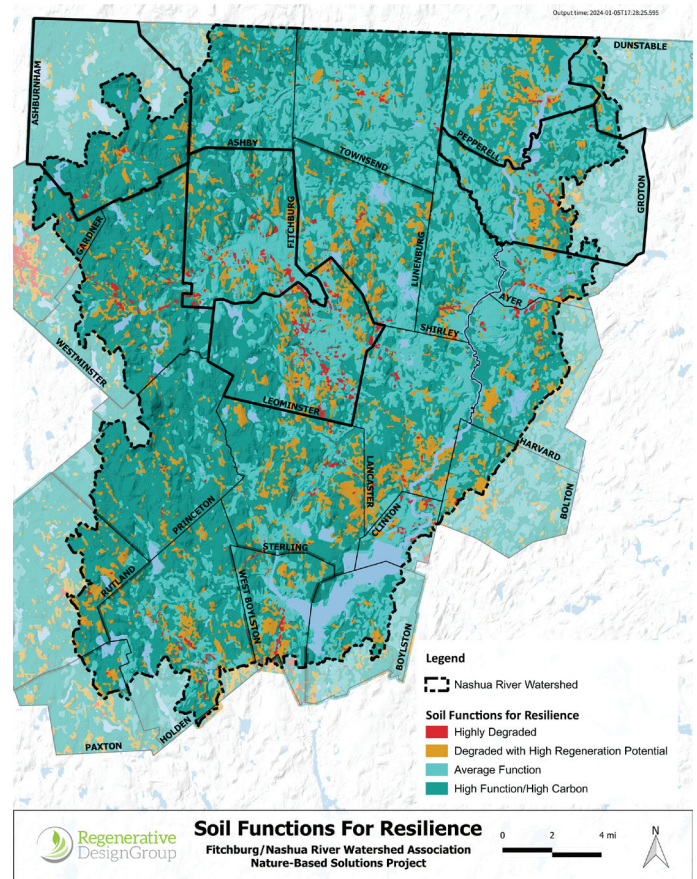 Output time: 2024-01-05T17:28:25.595
DUNSTABLE
ASHBURNHAM
ASHBY
TOWNSEND
PEPPERELL
GROTON
GARDNER
FITCHBURG
LUNENBURG
AYER
SHIRLEY
WESTMINSTER
LEOMINSTER
HARVARD
LANCASTER
BOLTON
PRINCETON
CLINTON
STERLING
RUTLAND
WEST BOYLSTON
BOYLSTON
HOLDEN
PAXTON
Legend
Nashua River Watershed
Soil Functions for Resilience
Highly Degraded
Degraded with High Regeneration Potential
Average Function
High Function/High Carbon
Regenerative
DesignGroup
Soil Functions For Resilience
Fitchburg/Nashua River Watershed Association
Nature-Based Solutions Project
0 2 4 mi
N